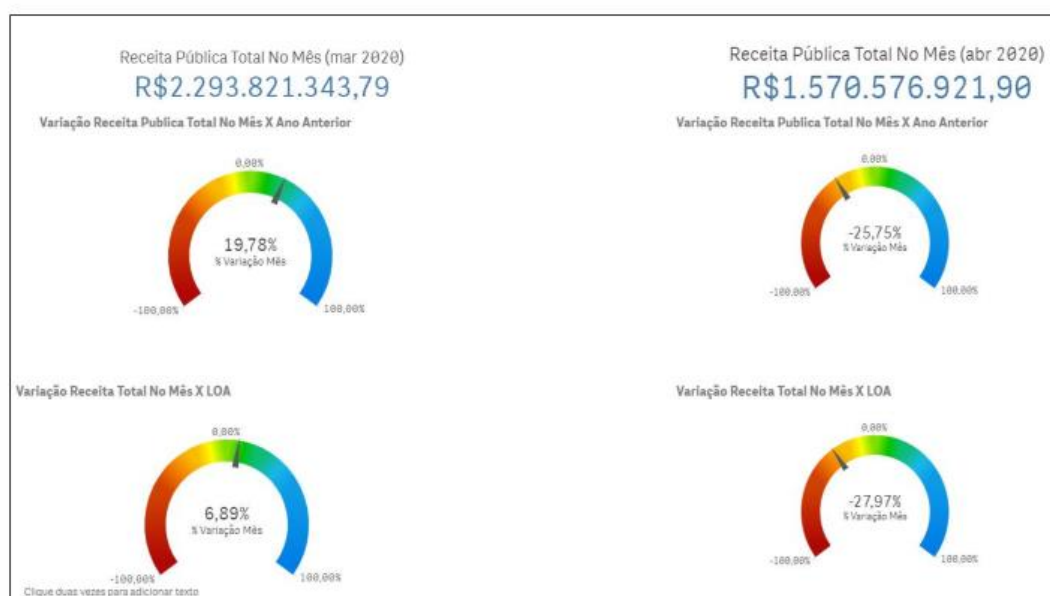 Receita Pública Total No Mês (mar 2020)
R$2.293.821.343,79
Variação Receita Publica Total No Mês X Ano Anterior
0,00%
19,78%
% Variação Mês
-100,00%
100,00%
Variação Receita Total No Mês X LOA
0,00%
6,89%
% Variação Mês
-100,00%
100,00%
Clique duas vezes para adicionar texto
Receita Pública Total No Mês (abr 2020)
R$1.570.576.921,90
Variação Receita Publica Total No Mês X Ano Anterior
0,00%
-25,75%
% Variação Mês
-100,00%
100,00%
Variação Receita Total No Mês X LOA
0,00%
-27,97%
% Variação Mês
-100,00%
100,00%